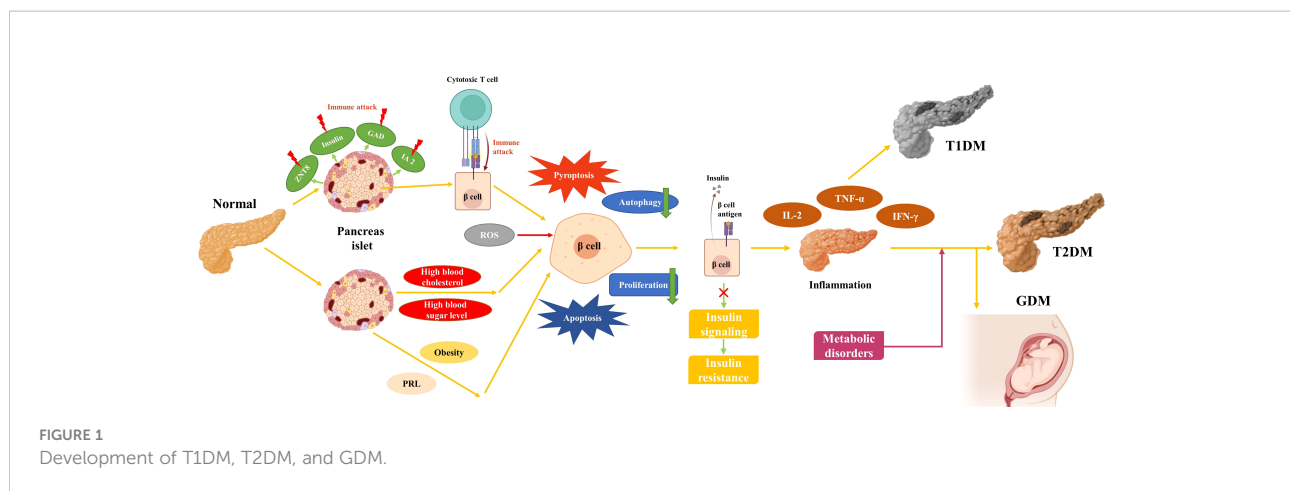 Cytotoxic T cell
Immune attack
Insulin
GAD
ZNT8
IA 2
Immune
attack
β cell
Pyroptosis
Autophagy
Normal
Pancreas
islet
ROS
β cell
High blood
cholesterol
High blood
sugar level
Proliferation
Apoptosis
Obesity
PRL
Insulin
β cell
antigen
β cell
Insulin
signaling
Insulin
resistance
IL-2
TNF-α
IFN-γ
Inflammation
Metabolic
disorders
T1DM
T2DM
GDM
FIGURE 1
Development of T1DM, T2DM, and GDM.